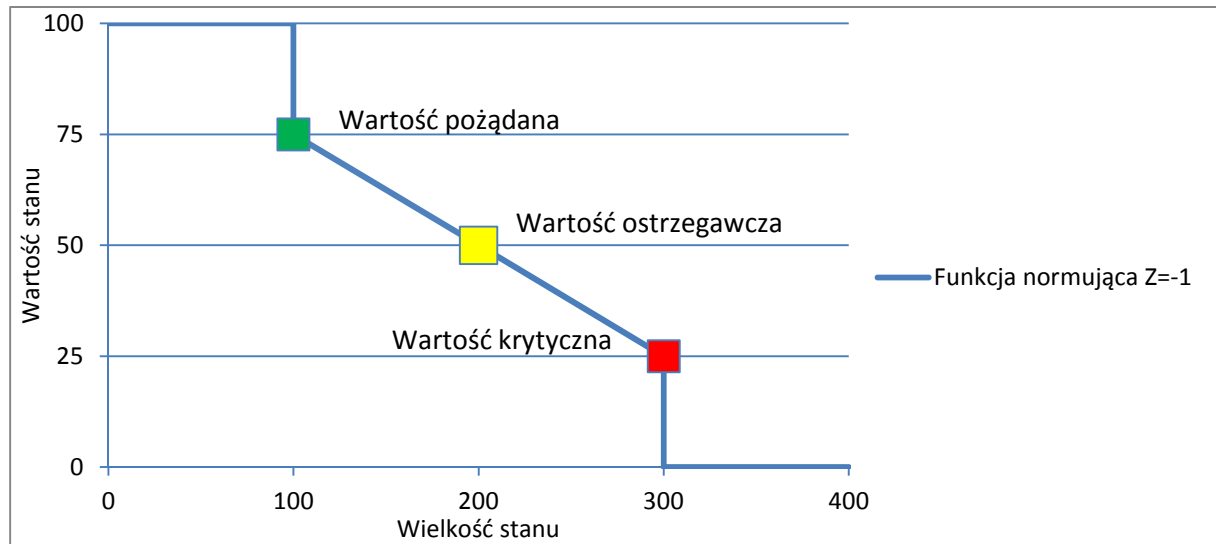 100
Wartość pożądana
75
Wartość ostrzegawcza
50
Wartość stanu
Funkcja normująca Z=-1
Wartość krytyczna
25
0
0 100 200 300 400
Wielkość stanu